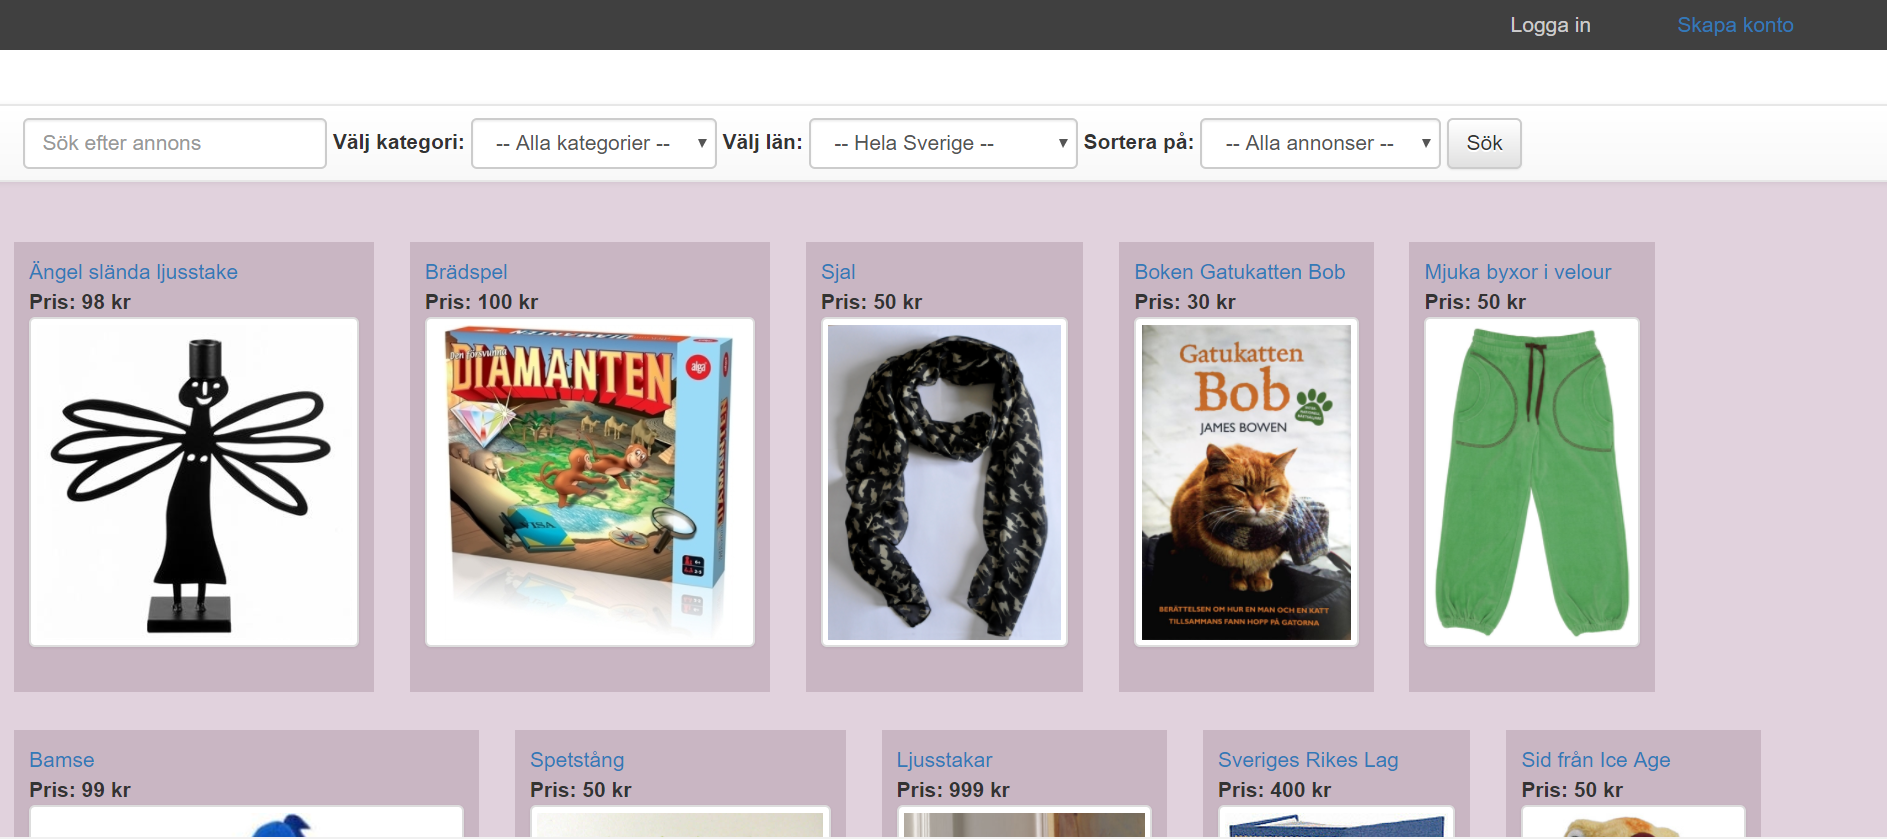 Logga in Skapa konto
Sök efter annons Välj kategori: -- Alla kategorier -- Välj län: -- Hela Sverige -- Sortera på: -- Alla annonser -- Sök
Ängel slända ljusstake
Pris: 98 kr
Brädspel
Pris: 100 kr
Den försvunna
DIAMANTEN
alga
VISA
Sjal
Pris: 50 kr
Boken Gatukatten Bob
Pris: 30 kr
Gatukatten
Bob
JAMES BOWEN
BERÄTTELSEN OM HUR EN MAN OCH EN KATT
TILLSAMMANS FANN HOPP PÅ GATORNA
Mjuka byxor i velour
Pris: 50 kr
Bamse
Pris: 99 kr
Spetstång
Pris: 50 kr
Ljusstakar
Pris: 999 kr
Sveriges Rikes Lag
Pris: 400 kr
Sid från Ice Age
Pris: 50 kr